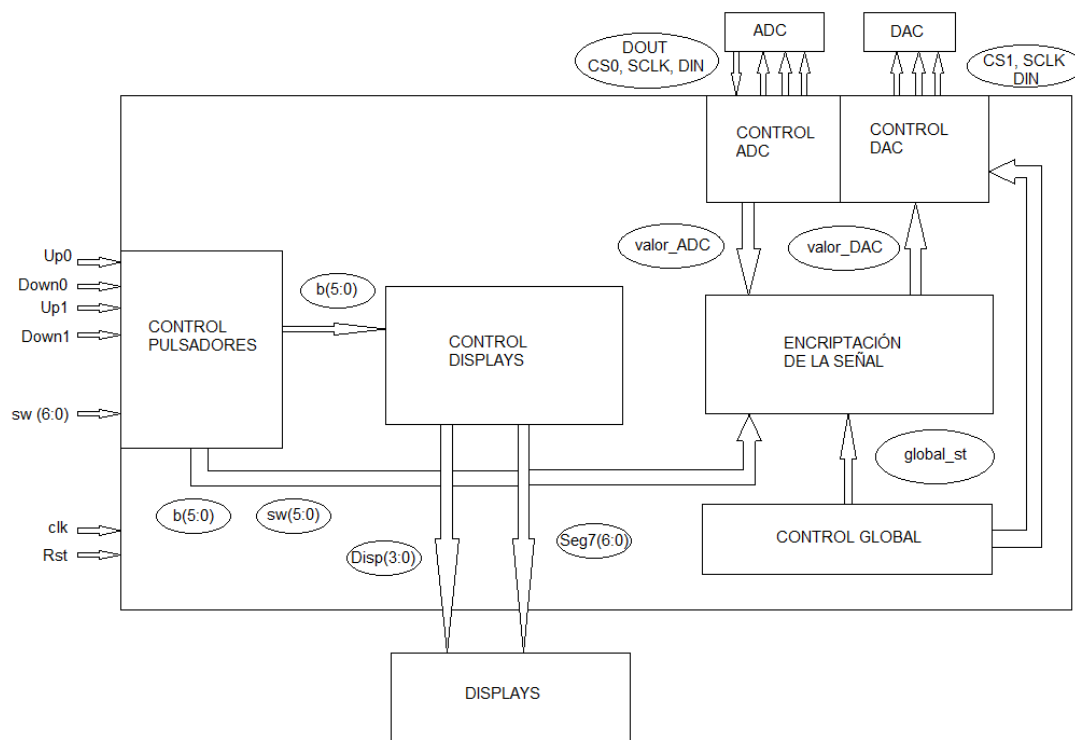 ADC
DAC
DOUT
CS0, SCLK, DIN
CS1, SCLK
DIN
CONTROL
ADC
CONTROL
DAC
valor_ADC
valor_DAC
Up0
Down0
Up1
Down1
sw (6:0)
CONTROL
PULSADORES
b(5:0)
CONTROL
DISPLAYS
ENCRIPTACIÓN
DE LA SEÑAL
global_st
b(5:0)
sw(5:0)
clk
Rst
Disp(3:0)
Seg7(6:0)
CONTROL GLOBAL
DISPLAYS